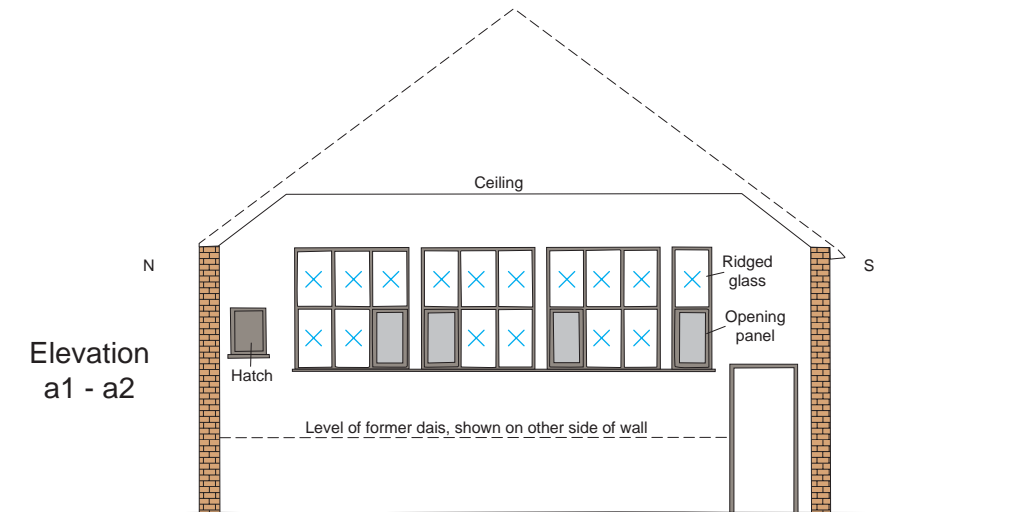 Ceiling
N
S
Ridged
glass
Opening
panel
Elevation
a1 - a2
Hatch
Level of former dais, shown on other side of wall